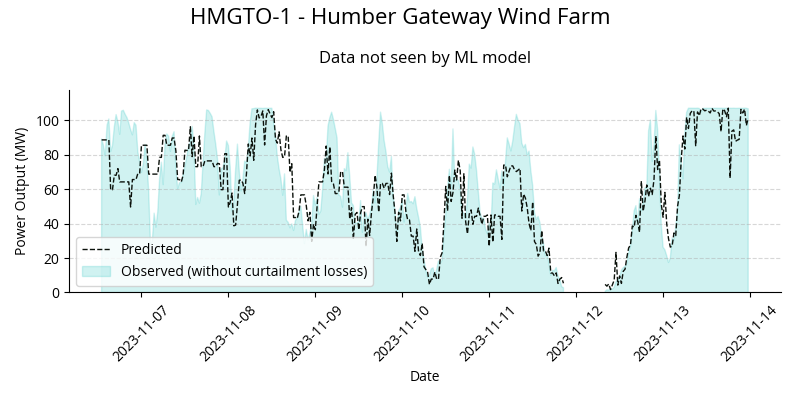 HMGTO-1 - Humber Gateway Wind Farm
Data not seen by ML model
Power Output (MW)
100
80
60
40
20
0
Predicted
Observed (without curtailment losses)
2023-11-07
2023-11-08
2023-11-09
2023-11-10
2023-11-11
2023-11-12
2023-11-13
2023-11-14
Date